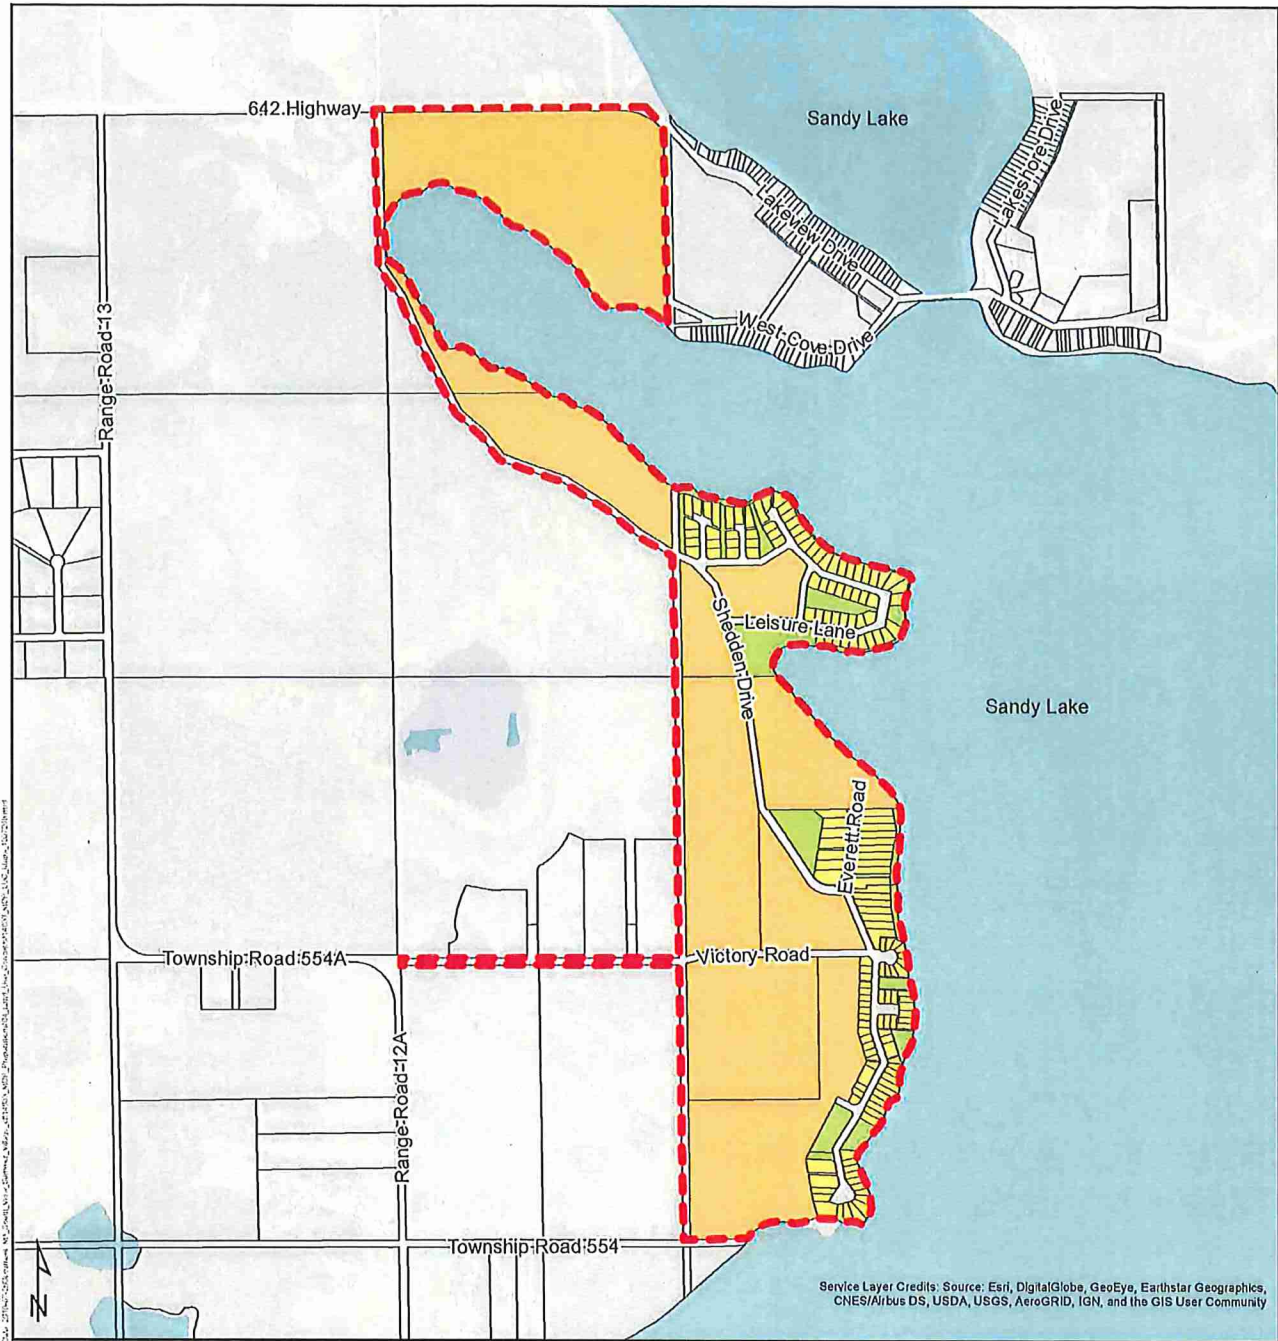 642 Highway
Sandy Lake
Lakeshore Drive
Lakeview Drive
West Cove Drive
Range Road 13
Shedden Drive
Leisure Lane
Sandy Lake
Everett Road
Township Road 554A
Victory Road
Range Road 12A
Township Road 554
N
Service Layer Credits: Source: Esri, DigitalGlobe, GeoEye, Earthstar Geographics,
CNES/Airbus DS, USDA, USGS, AeroGRID, IGN, and the GIS User Community